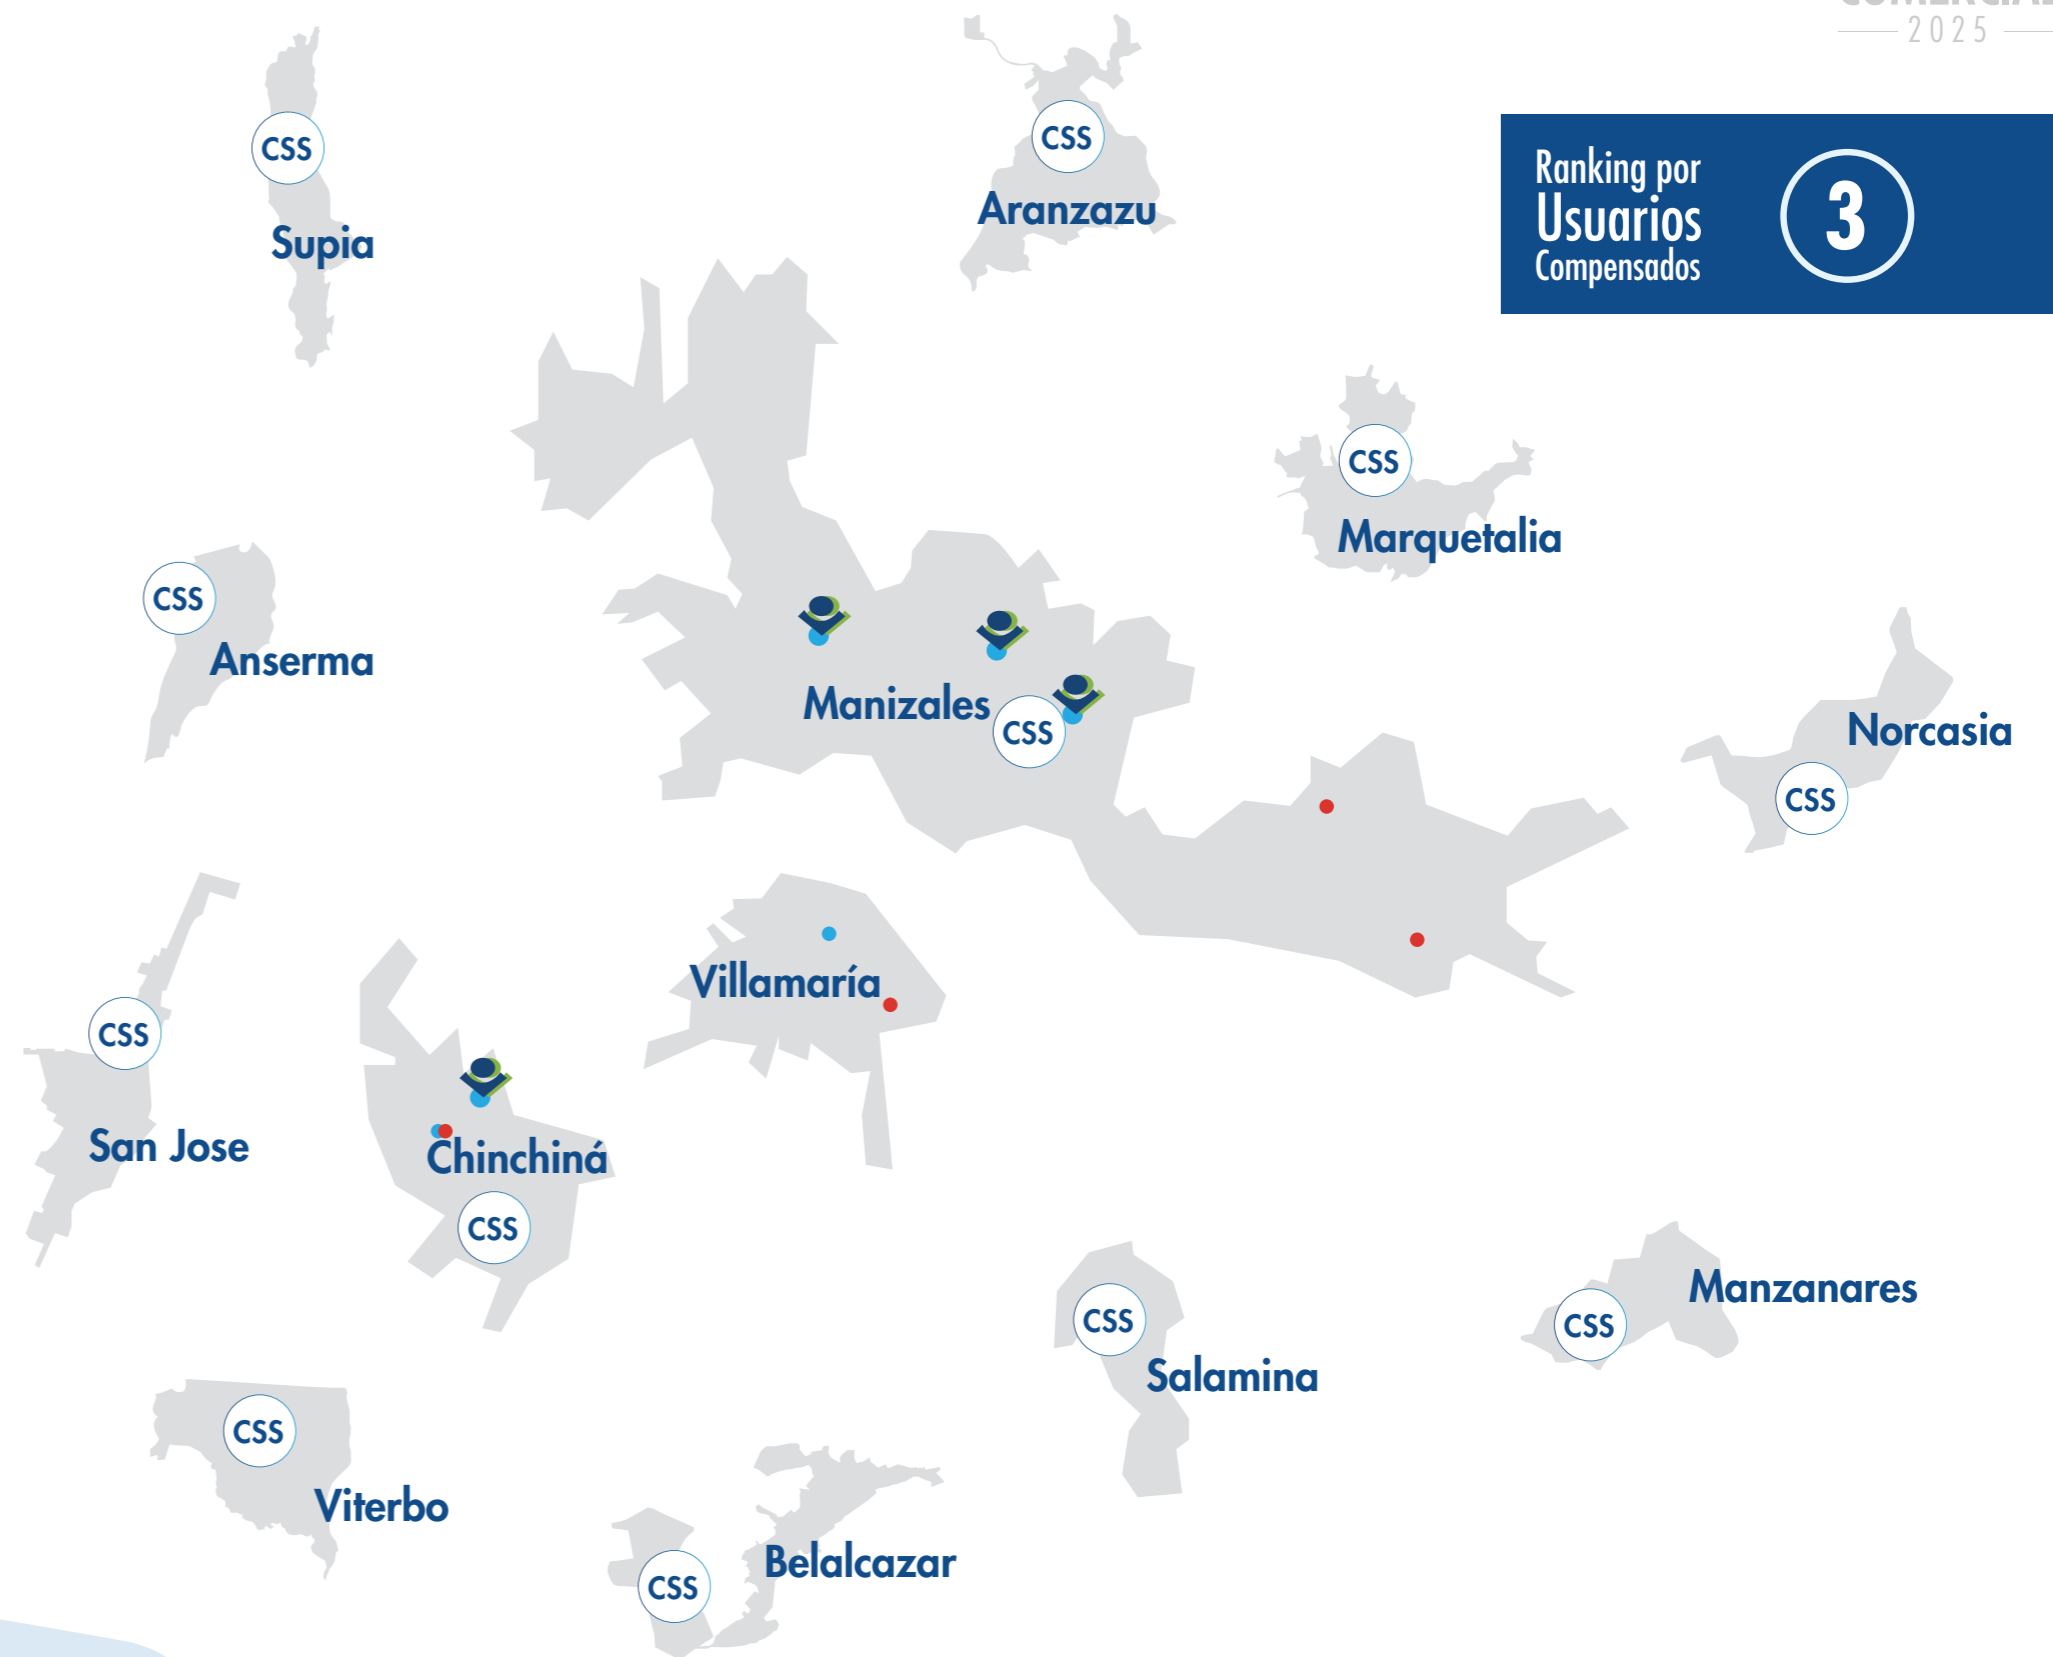 2025
CSS
Supia
CSS
Aranzazu
Ranking por
Usuarios
Compensados
3
CSS
Marquetalia
CSS
Anserma
Manizales
CSS
Norcasia
CSS
Villamaría
CSS
San Jose
Chinchiná
CSS
CSS
Salamina
Manzanares
CSS
CSS
Viterbo
Belalcazar
CSS